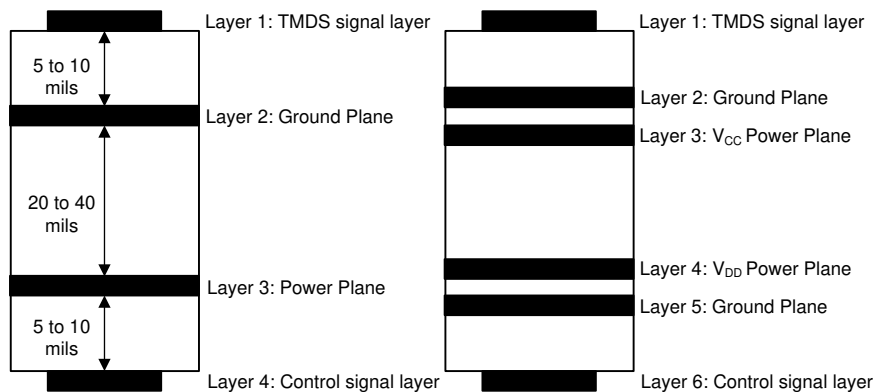 Layer 1: TMDS signal layer
5 to 10
mils
Layer 2: Ground Plane
20 to 40
mils
Layer 3: Power Plane
5 to 10
mils
Layer 4: Control signal layer
Layer 1: TMDS signal layer
Layer 2: Ground Plane
Layer 3: VCC Power Plane
Layer 4: VDD Power Plane
Layer 5: Ground Plane
Layer 6: Control signal layer